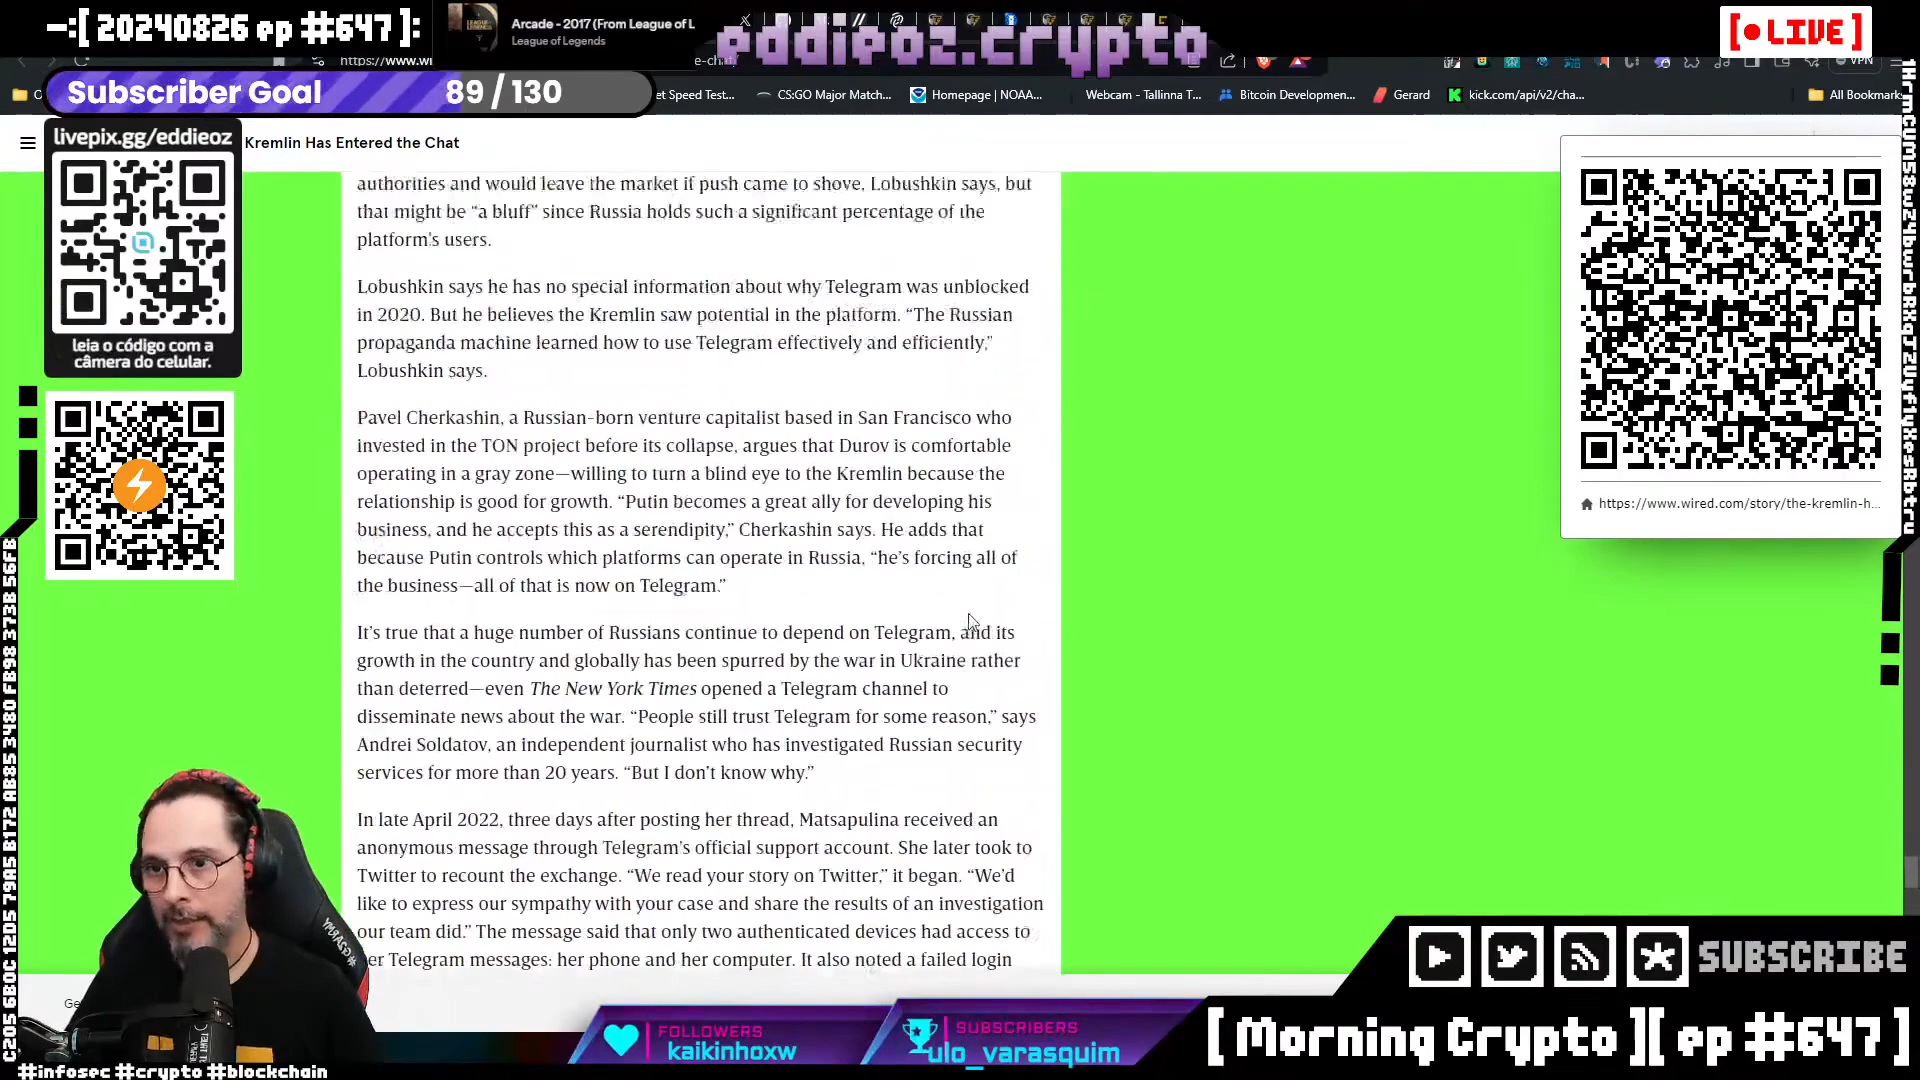 —:[ 20240826 ep #647 ]:
Arcade - 2017 (From League of L
League of Legends
eddieoz.crypto
[ • LIVE ]
https://www.wi
e-chat,
VPN
Subscriber Goal 89 / 130
et Speed Test...
CS:GO Major Match...
Homepage | NOAA...
Webcam - Tallinna T...
Bitcoin Developmen...
Gerard
kick.com/api/v2/cha...
All Bookmarks
livepix.gg/eddieoz
leia o código com a
câmera do celular.
Kremlin Has Entered the Chat
authorities and would leave the market if push came to shove, Lobushkin says, but
that might be “a bluff” since Russia holds such a significant percentage of the
platform's users.
Lobushkin says he has no special information about why Telegram was unblocked
in 2020. But he believes the Kremlin saw potential in the platform. “The Russian
propaganda machine learned how to use Telegram effectively and efficiently,”
Lobushkin says.
Pavel Cherkashin, a Russian-born venture capitalist based in San Francisco who
invested in the TON project before its collapse, argues that Durov is comfortable
operating in a gray zone—willing to turn a blind eye to the Kremlin because the
relationship is good for growth. “Putin becomes a great ally for developing his
business, and he accepts this as a serendipity,” Cherkashin says. He adds that
because Putin controls which platforms can operate in Russia, “he’s forcing all of
the business—all of that is now on Telegram.”
It’s true that a huge number of Russians continue to depend on Telegram, and its
growth in the country and globally has been spurred by the war in Ukraine rather
than deterred—even The New York Times opened a Telegram channel to
disseminate news about the war. “People still trust Telegram for some reason,” says
Andrei Soldatov, an independent journalist who has investigated Russian security
services for more than 20 years. “But I don’t know why.”
In late April 2022, three days after posting her thread, Matsapulina received an
anonymous message through Telegram’s official support account. She later took to
Twitter to recount the exchange. “We read your story on Twitter,” it began. “We’d
like to express our sympathy with your case and share the results of an investigation
our team did.” The message said that only two authenticated devices had access to
er Telegram messages: her phone and her computer. It also noted a failed login
https://www.wired.com/story/the-kremlin-h...
C205 6B0C 12D5 79A5 B172 AB85 3480 FB98 373B 56FB
SUBSCRIBE
FOLLOWERS
kaikinhoxw
SUBSCRIBERS
ulo_varasquim
[ Morning Crypto ][ ep #647 ]
#infosec #crypto #blockchain